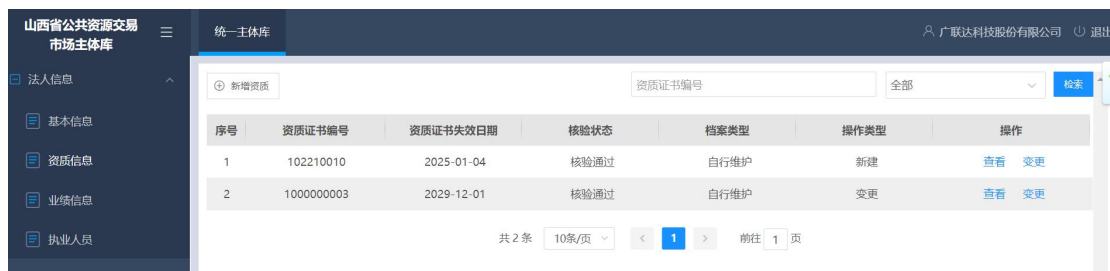 山西省公共资源交易
市场主体库
统一主体库
广联达科技股份有限公司 退出
法人信息
基本信息
资质信息
业绩信息
执业人员
新增资质 资质证书编号 全部 检索
序号 资质证书编号 资质证书失效日期 核验状态 档案类型 操作类型 操作
1 102210010 2025-01-04 核验通过 自行维护 新建 查看 变更
2 1000000003 2029-12-01 核验通过 自行维护 变更 查看 变更
共 2 条 10条/页 1 前往 1 页